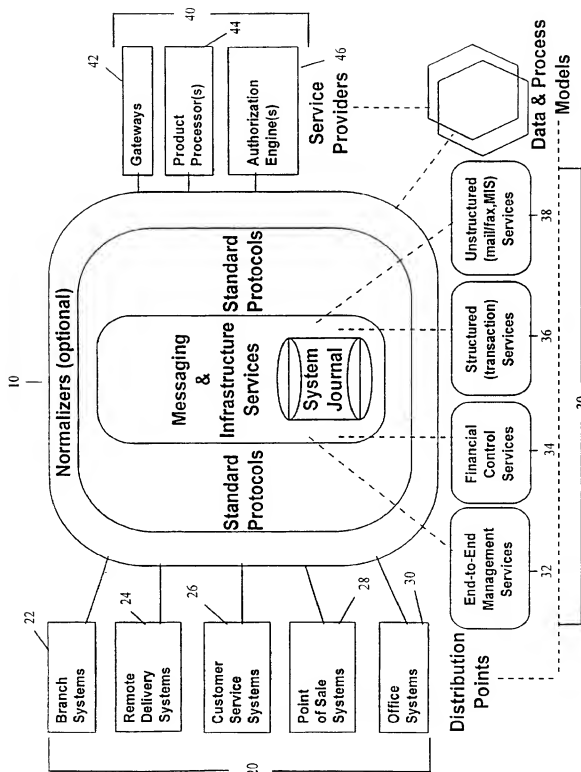 10
Normalizers (optional)
Standard Protocols
Messaging
&
Infrastructure
Services
System
Journal
Standard Protocols
20
22
Branch
Systems
24
Remote
Delivery
Systems
26
Customer
Service
Systems
28
Point
of Sale
Systems
30
Office
Systems
Distribution
Points
40
42
Gateways
44
Product
Processor(s)
Authorization
Engine(s)
46
Service
Providers
Data & Process
Models
End-to-End
Management
Services
32
Financial
Control
Services
34
Structured
(transaction)
Services
36
Unstructured
(mail/fax,MIS)
Services
38